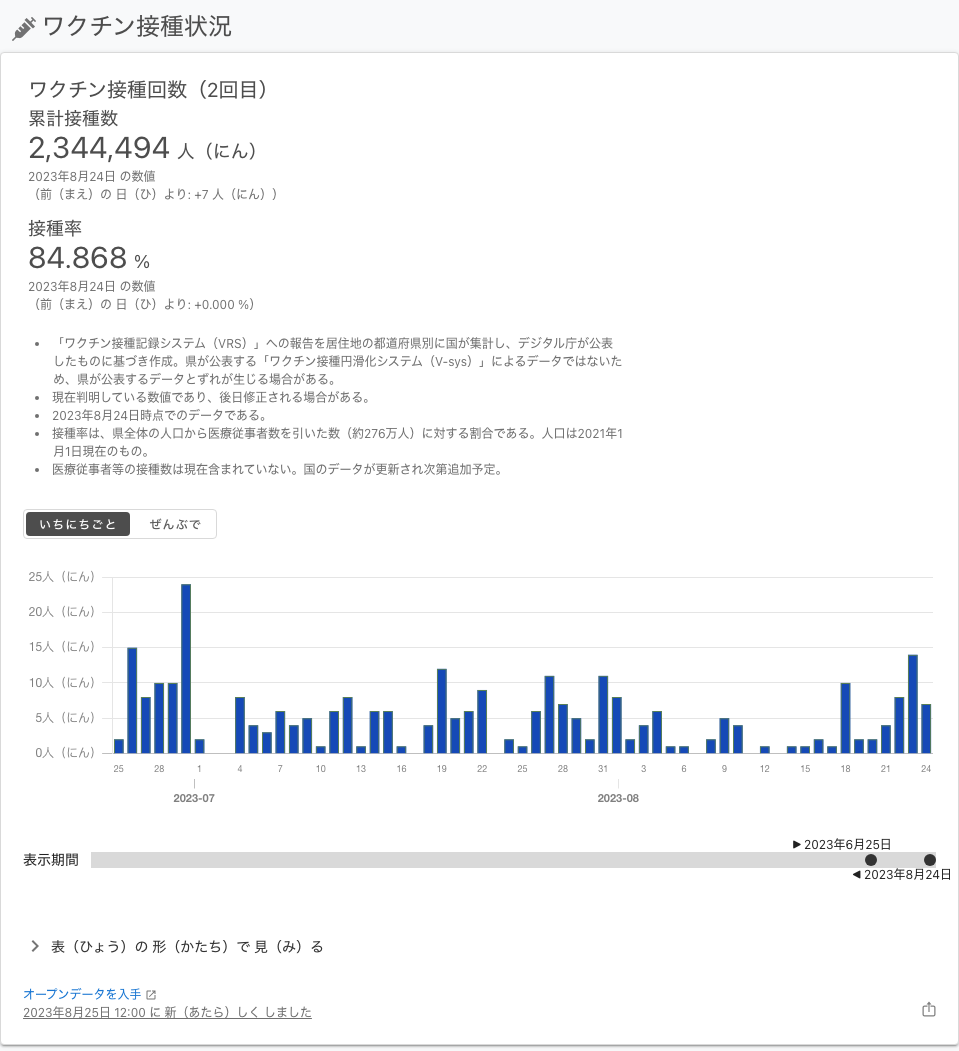 ワクチン接種状況
ワクチン接種回数（2回目）
累計接種数
2,344,494 人（にん）
2023年8月24日 の数値
（前（まえ）の 日（ひ）より: +7 人（にん））
接種率
84.868 %
2023年8月24日 の数値
（前（まえ）の 日（ひ）より: +0.000 %）
• 「ワクチン接種記録システム（VRS）」への報告を居住地の都道府県別に国が集計し、デジタル庁が公表
したものに基づき作成。県が公表する「ワクチン接種円滑化システム（V-sys）」によるデータではないた
め、県が公表するデータとずれが生じる場合がある。
• 現在判明している数値であり、後日修正される場合がある。
• 2023年8月24日時点でのデータである。
• 接種率は、県全体の人口から医療従事者数を引いた数（約276万人）に対する割合である。人口は2021年1
月1日現在のもの。
• 医療従事者等の接種数は現在含まれていない。国のデータが更新され次第追加予定。
いちにちごと ぜんぶで
25人（にん）
20人（にん）
15人（にん）
10人（にん）
5人（にん）
0人（にん）
25 28 1 4 7 10 13 16 19 22 25 28 31 3 6 9 12 15 18 21 24
2023-07 2023-08
▶ 2023年6月25日
表示期間
◀ 2023年8月24日
表（ひょう）の 形（かたち）で 見（み）る
オープンデータを入手
2023年8月25日 12:00 に 新（あたら）しく しました